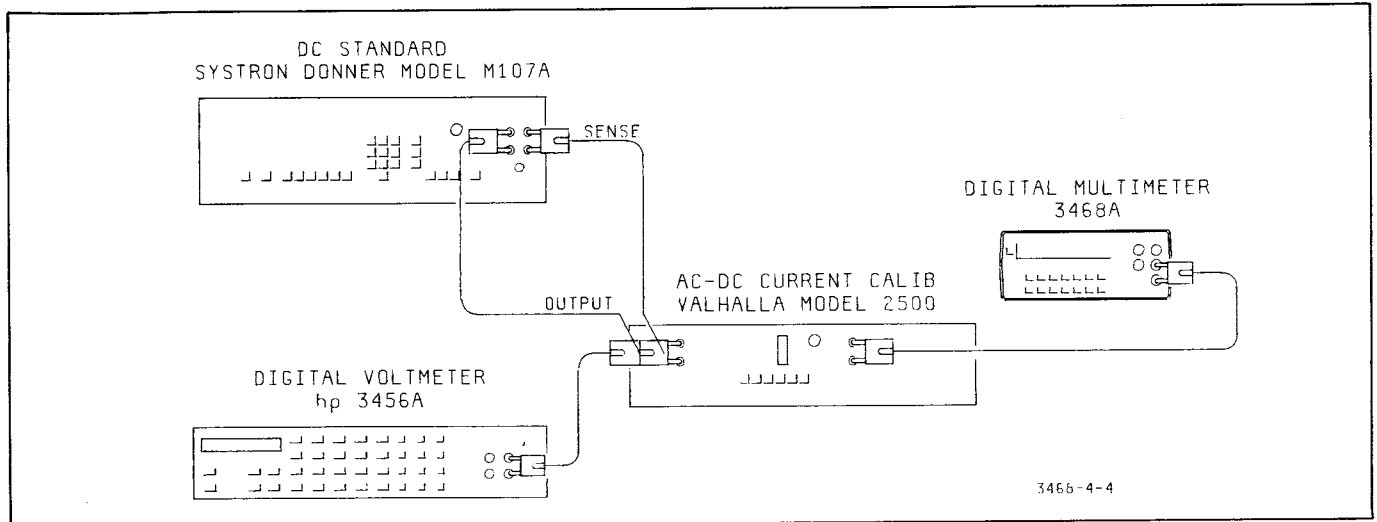 DC STANDARD
SYSTRON DONNER MODEL M107A
SENSE
DIGITAL MULTIMETER
3468A
AC-DC CURRENT CALIB
VALHALLA MODEL 2500
OUTPUT
DIGITAL VOLTMETER
hp 3456A
3468-4-4